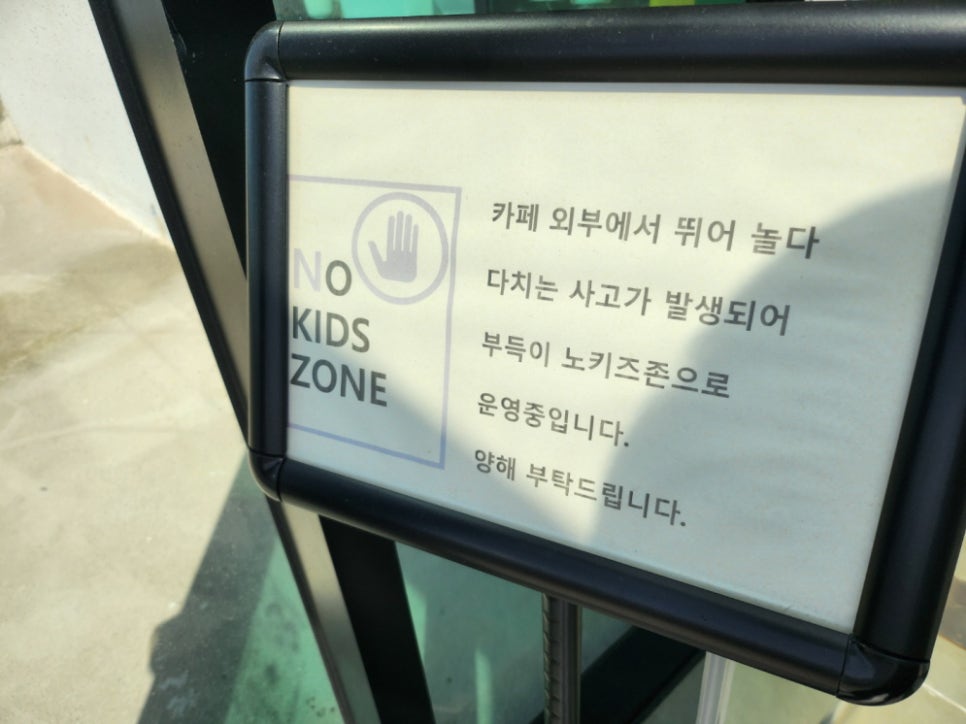 NO
KIDS
ZONE
카페 외부에서 뛰어 놀다
다치는 사고가 발생되어
부득이 노키즈존으로
운영중입니다.
양해 부탁드립니다.